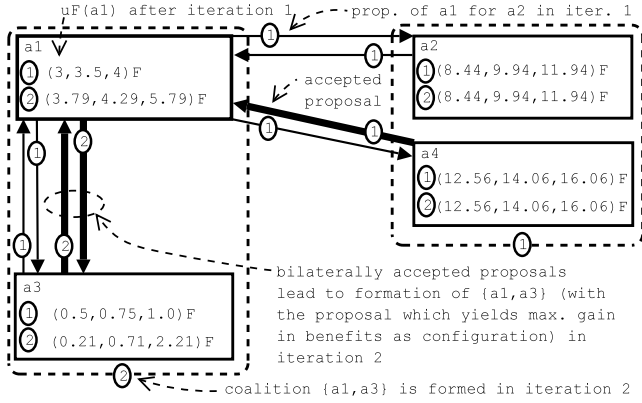 uF(a1) after iteration 1
prop. of a1 for a2 in iter. 1
1
a1
1 (3,3.5,4)F
2 (3.79,4.29,5.79)F
1
a2
1 (8.44,9.94,11.94)F
2 (8.44,9.94,11.94)F
accepted
proposal
1
1
a4
1 (12.56,14.06,16.06)F
2 (12.56,14.06,16.06)F
1
1
2
1
2
a3
1 (0.5,0.75,1.0)F
2 (0.21,0.71,2.21)F
bilaterally accepted proposals
lead to formation of {a1,a3} (with
the proposal which yields max. gain
in benefits as configuration) in
iteration 2
2
coalition {a1,a3} is formed in iteration 2